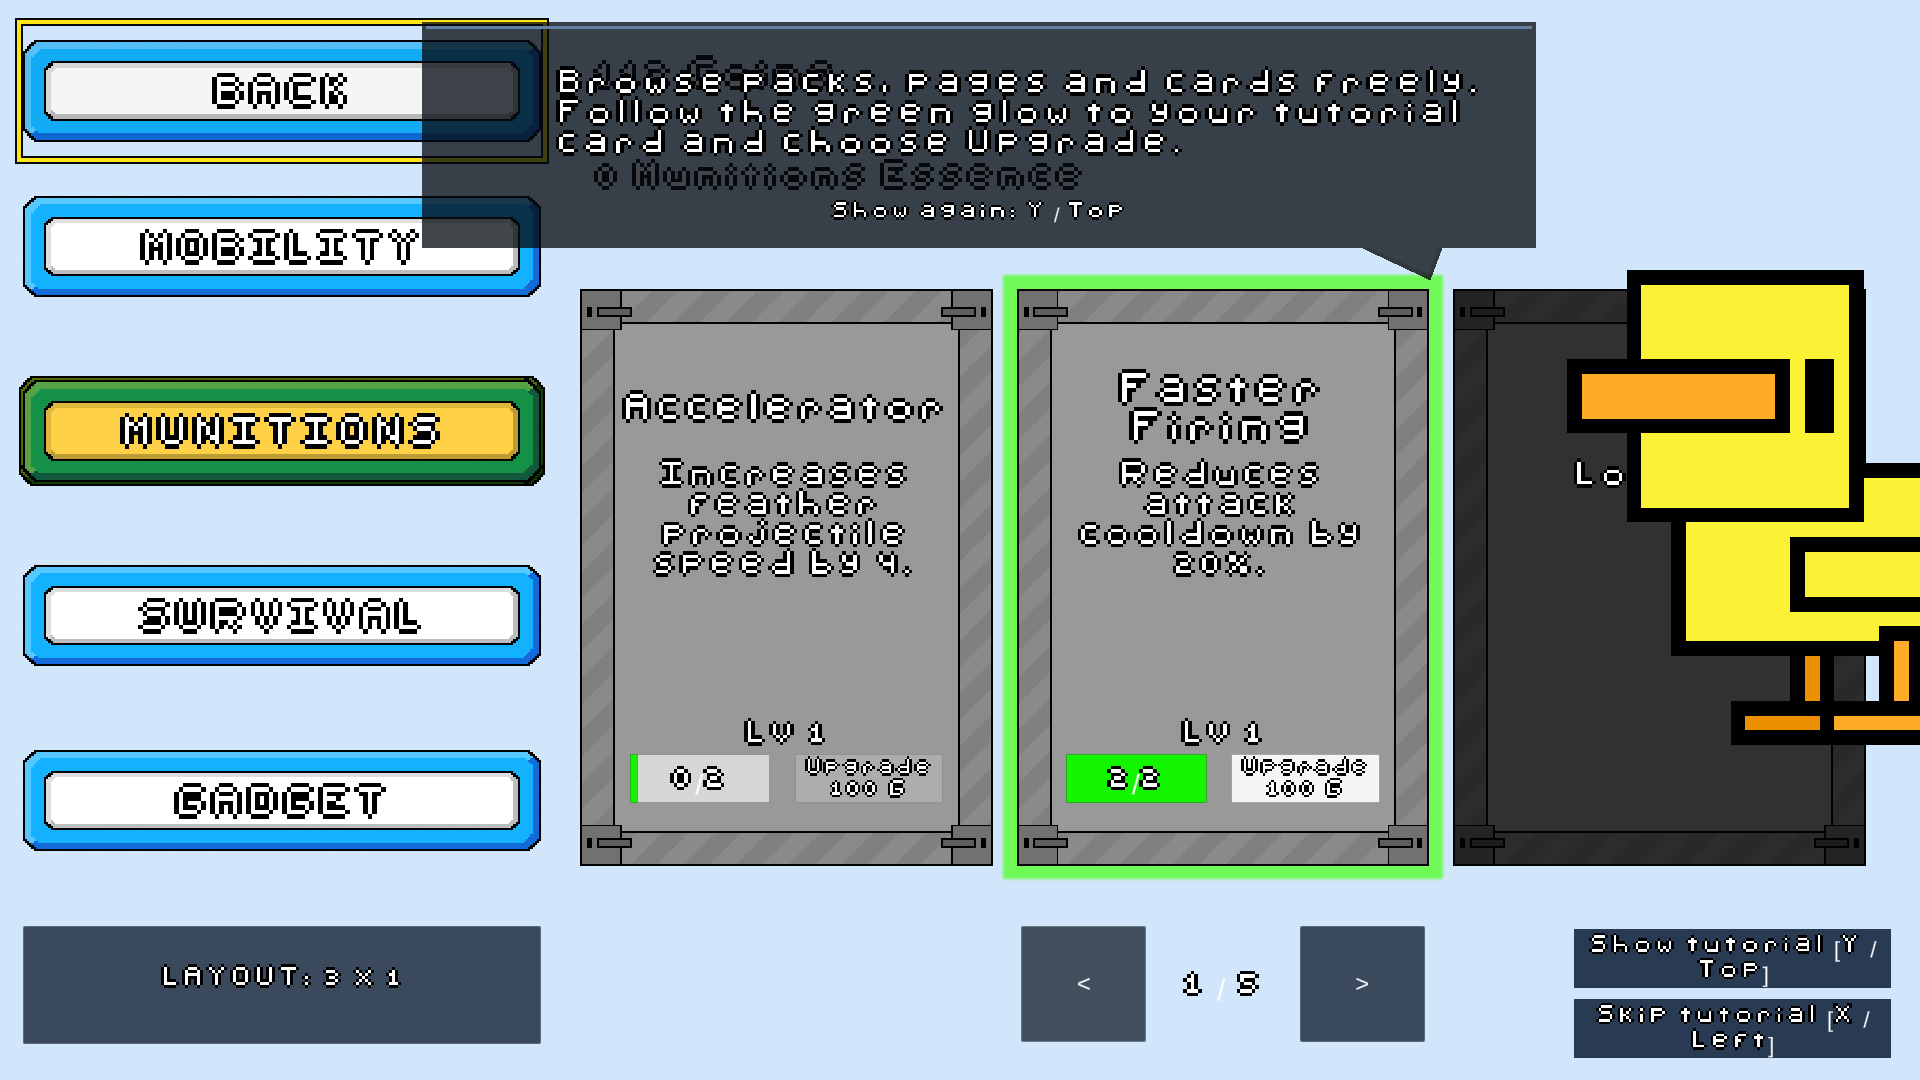 BACK
MOBILITY
MUNITIONS
SURVIVAL
GADGET
LAYOUT: 3 X 1
Browse packs, pages and cards freely.
Follow the green glow to your tutorial
card and choose Upgrade.
0 Munitions Essence
Show again: Y / Top
Accelerator
Increases
feather
projectile
speed by 4.
Lv 1
0/2
Upgrade
100 G
Faster
Firing
Reduces
attack
cooldown by
20%.
Lv 1
2/2
Upgrade
100 G
Lo
<
1 / 5
>
Show tutorial [Y /
Top]
Skip tutorial [X /
Left]